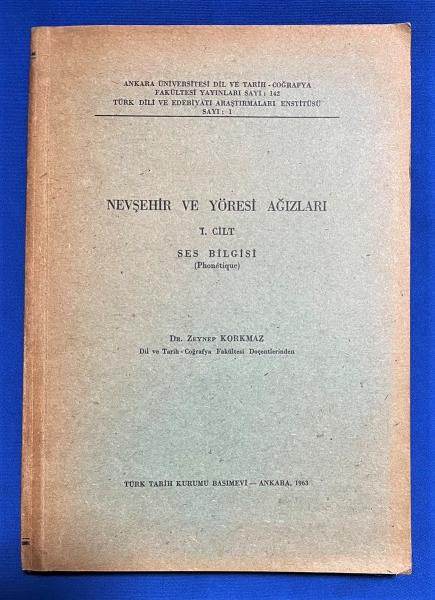 ANKARA ÜNİVERSİTESİ DİL VE TARİH-COĞRAFYA
FAKÜLTESİ YAYINLARI SAYI: 142
TÜRK DİLİ VE EDEBİYATI ARAŞTIRMALARI ENSTİTÜSÜ
SAYI: 1
NEVŞEHİR VE YÖRESİ AĞIZLARI
I. CİLT
SES BİLGİSİ
(Phonétique)
DR. ZEYNEP KORKMAZ
Dil ve Tarih-Coğrafya Fakültesi Doçentlerinden
TÜRK TARİH KURUMU BASIMEVİ — ANKARA, 1963